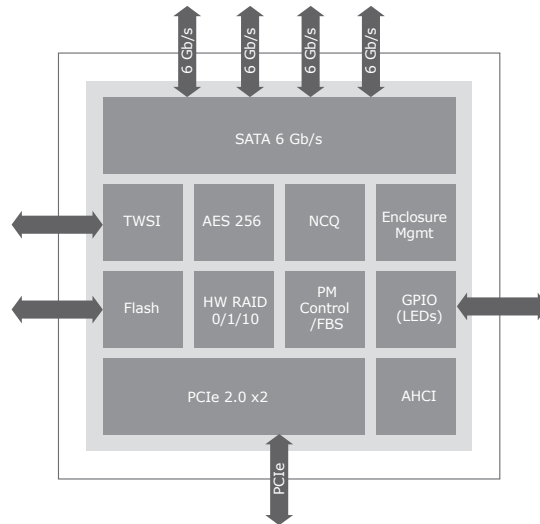 6 Gb/s
6 Gb/s
6 Gb/s
6 Gb/s
SATA 6 Gb/s
TWSI
AES 256
NCQ
Enclosure
Mgmt
Flash
HW RAID
0/1/10
PM
Control
/FBS
GPIO
(LEDs)
PCIe 2.0 x2
AHCI
PCIe